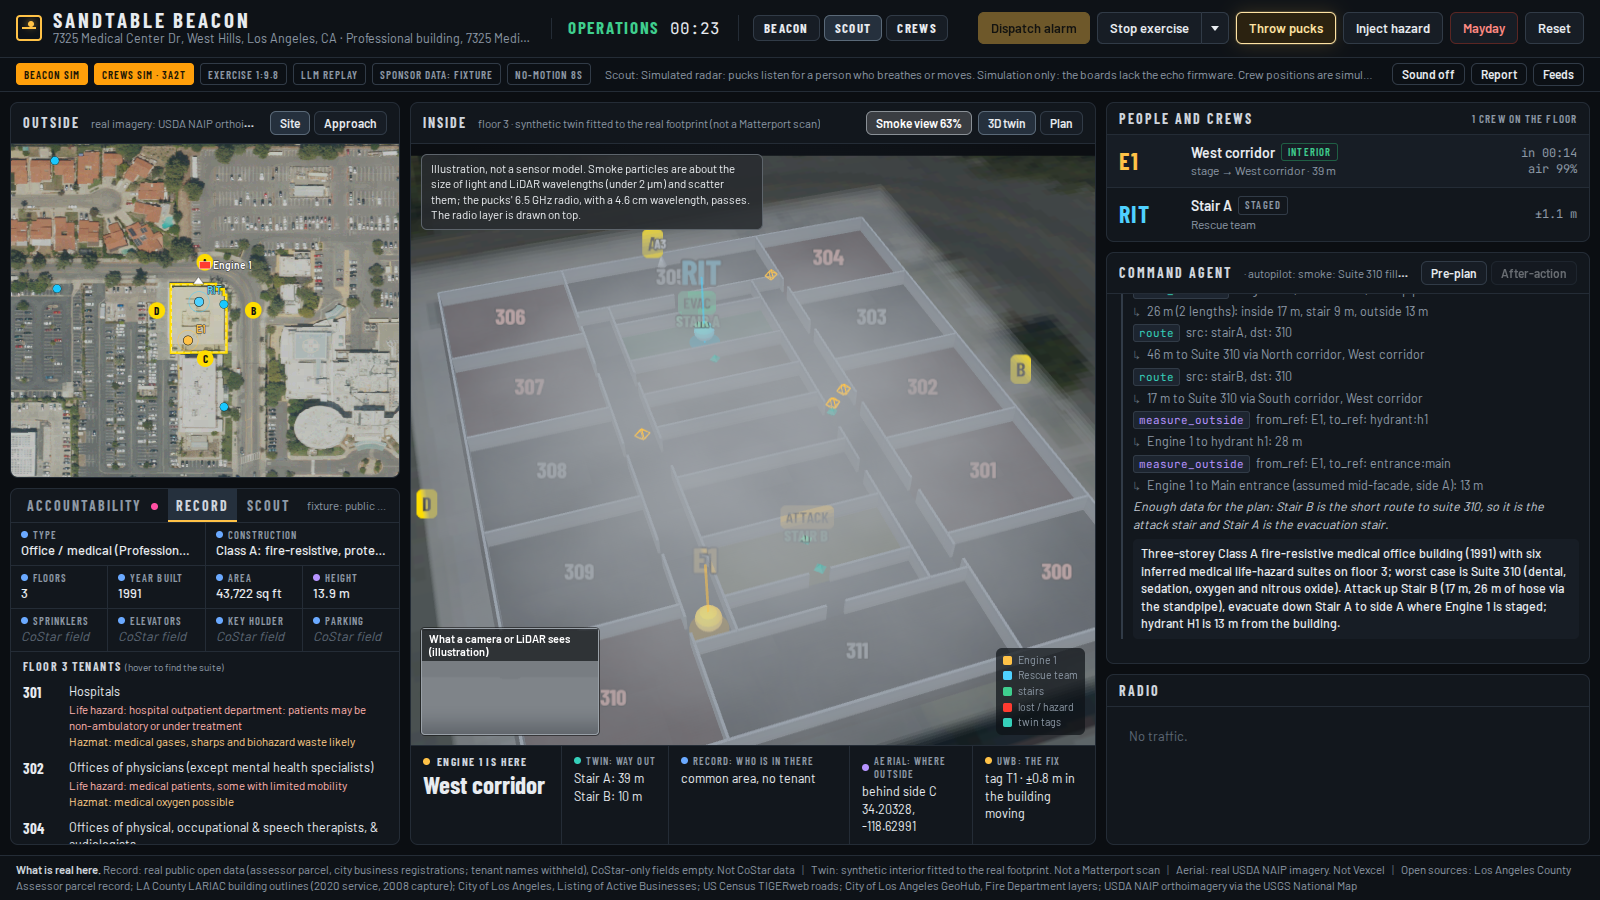 SANDTABLE BEACON
7325 Medical Center Dr, West Hills, Los Angeles, CA · Professional building, 7325 Medi...
OPERATIONS 00:23
BEACON
SCOUT
CREWS
Dispatch alarm
Stop exercise
Throw pucks
Inject hazard
Mayday
Reset
BEACON SIM
CREWS SIM · 3A2T
EXERCISE 1:9.8
LLM REPLAY
SPONSOR DATA: FIXTURE
NO-MOTION 8S
Scout: Simulated radar: pucks listen for a person who breathes or moves. Simulation only: the boards lack the echo firmware. Crew positions are simul...
Sound off
Report
Feeds
OUTSIDE
real imagery: USDA NAIP orthoi...
Site
Approach
Engine 1
RIT
D
B
E1
C
ACCOUNTABILITY
RECORD
SCOUT
fixture: public ...
TYPE
Office / medical (Profession...
CONSTRUCTION
Class A: fire-resistive, prote...
FLOORS
3
YEAR BUILT
1991
AREA
43,722 sq ft
HEIGHT
13.9 m
SPRINKLERS
CoStar field
ELEVATORS
CoStar field
KEY HOLDER
CoStar field
PARKING
CoStar field
FLOOR 3 TENANTS (hover to find the suite)
301 Hospitals
Life hazard: hospital outpatient department: patients may be
non-ambulatory or under treatment
Hazmat: medical gases, sharps and biohazard waste likely
302 Offices of physicians (except mental health specialists)
Life hazard: medical patients, some with limited mobility
Hazmat: medical oxygen possible
304 Offices of physical, occupational & speech therapists, &
audiologists
INSIDE
floor 3 · synthetic twin fitted to the real footprint (not a Matterport scan)
Smoke view 63%
3D twin
Plan
Illustration, not a sensor model. Smoke particles are about the
size of light and LiDAR wavelengths (under 2 µm) and scatter
them; the pucks' 6.5 GHz radio, with a 4.6 cm wavelength, passes.
The radio layer is drawn on top.
A3
304
RIT
EVAC
STAIR A
306
303
307
302
B
308
301
D
ATTACK
STAIR B
E1
309
300
311
310
What a camera or LiDAR sees
(illustration)
Engine 1
Rescue team
stairs
lost / hazard
twin tags
ENGINE 1 IS HERE
West corridor
TWIN: WAY OUT
Stair A: 39 m
Stair B: 10 m
RECORD: WHO IS IN THERE
common area, no tenant
AERIAL: WHERE
OUTSIDE
behind side C
34.20328,
-118.62991
UWB: THE FIX
tag T1 · ±0.8 m in
the building
moving
PEOPLE AND CREWS
1 CREW ON THE FLOOR
E1
West corridor INTERIOR
stage → West corridor · 39 m
in 00:14
air 99%
RIT
Stair A STAGED
Rescue team
±1.1 m
COMMAND AGENT
· autopilot: smoke: Suite 310 fill...
Pre-plan
After-action
↳ 26 m (2 lengths): inside 17 m, stair 9 m, outside 13 m
route src: stairA, dst: 310
↳ 46 m to Suite 310 via North corridor, West corridor
route src: stairB, dst: 310
↳ 17 m to Suite 310 via South corridor, West corridor
measure_outside from_ref: E1, to_ref: hydrant:h1
↳ Engine 1 to hydrant h1: 28 m
measure_outside from_ref: E1, to_ref: entrance:main
↳ Engine 1 to Main entrance (assumed mid-facade, side A): 13 m
Enough data for the plan: Stair B is the short route to suite 310, so it is the
attack stair and Stair A is the evacuation stair.
Three-storey Class A fire-resistive medical office building (1991) with six
inferred medical life-hazard suites on floor 3; worst case is Suite 310 (dental,
sedation, oxygen and nitrous oxide). Attack up Stair B (17 m, 26 m of hose via
the standpipe), evacuate down Stair A to side A where Engine 1 is staged;
hydrant H1 is 13 m from the building.
RADIO
No traffic.
What is real here. Record: real public open data (assessor parcel, city business registrations; tenant names withheld), CoStar-only fields empty. Not CoStar data | Twin: synthetic interior fitted to the real footprint. Not a Matterport scan | Aerial: real USDA NAIP imagery. Not Vexcel | Open sources: Los Angeles County
Assessor parcel record; LA County LARIAC building outlines (2020 service, 2008 capture); City of Los Angeles, Listing of Active Businesses; US Census TIGERweb roads; City of Los Angeles GeoHub, Fire Department layers; USDA NAIP orthoimagery via the USGS National Map